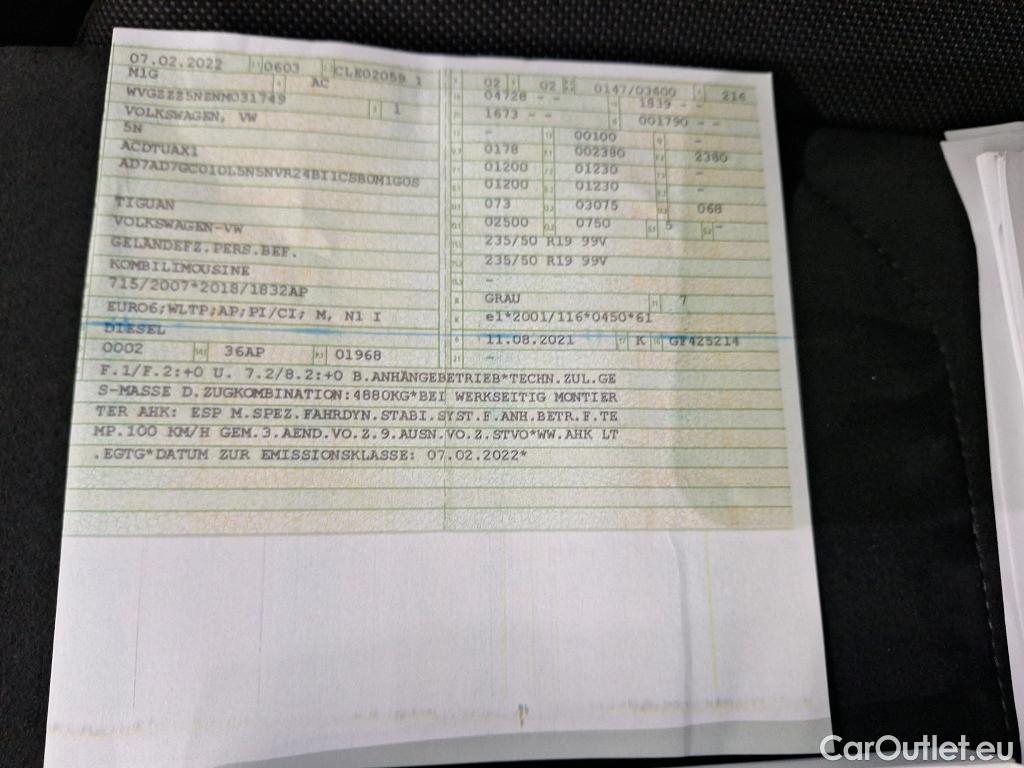 07.02.2022 0603 CLE02059 1
M1G AC
WVGZZZ5NZNM031749 1
VOLKSWAGEN, VW
5N
ACDTUAX1
AD7AD7GC010L5N5NVR24BI1CSB0M1G0S
TIGUAN
VOLKSWAGEN-VW
GELÄNDEFZ.PERS.BEF.
KOMBILIMOUSINE
715/2007*2018/1832AP
EURO6;WLTP;AP;PI/CI; M, N1 I
DIESEL
0002 36AP 01968
02 02 0147/03600 216
04728 - - 1839 - -
1673 - - 001790 - -
- 00100 -
0178 002380 2380
01200 01230 -
01200 01230 -
073 03075 068
02500 0750 5 -
235/50 R19 99V
235/50 R19 99V
GRAU 7
e1*2001/116*0450*61
11.08.2021 K GF425214
-
F.1/F.2:+0 U. 7.2/8.2:+0 B.ANHÄNGEBETRIEB*TECHN.ZUL.GE
S-MASSE D.ZUGKOMBINATION:4880KG*BEI WERKSEITIG MONTIER
TER AHK: ESP M.SPEZ.FAHRDYN.STABI.SYST.F.ANH.BETR.F.TE
MP.100 KM/H GEM.3.AEND.VO.Z.9.AUSN.VO.Z.STVO*WW.AHK LT
.EGTG*DATUM ZUR EMISSIONSKLASSE: 07.02.2022*
CarOutlet.eu